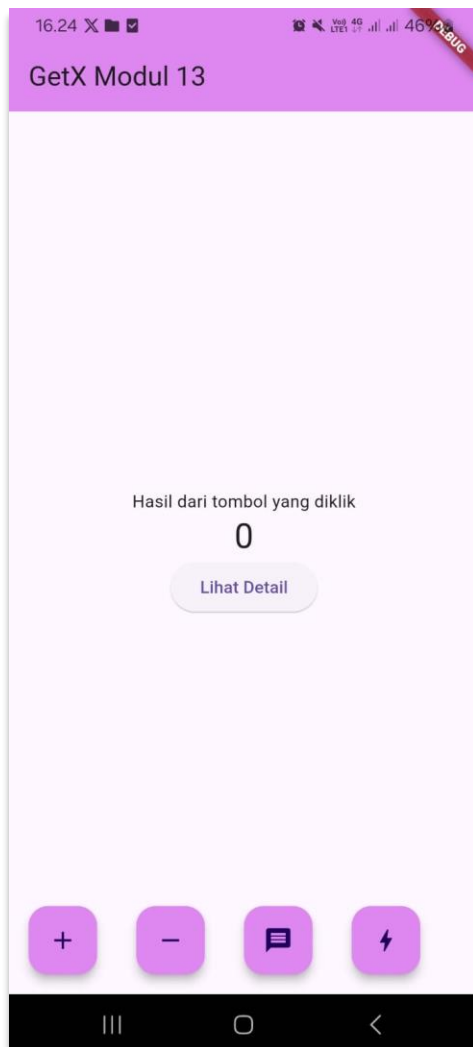 16.24 46%
DEBUG
GetX Modul 13
Hasil dari tombol yang diklik
0
Lihat Detail